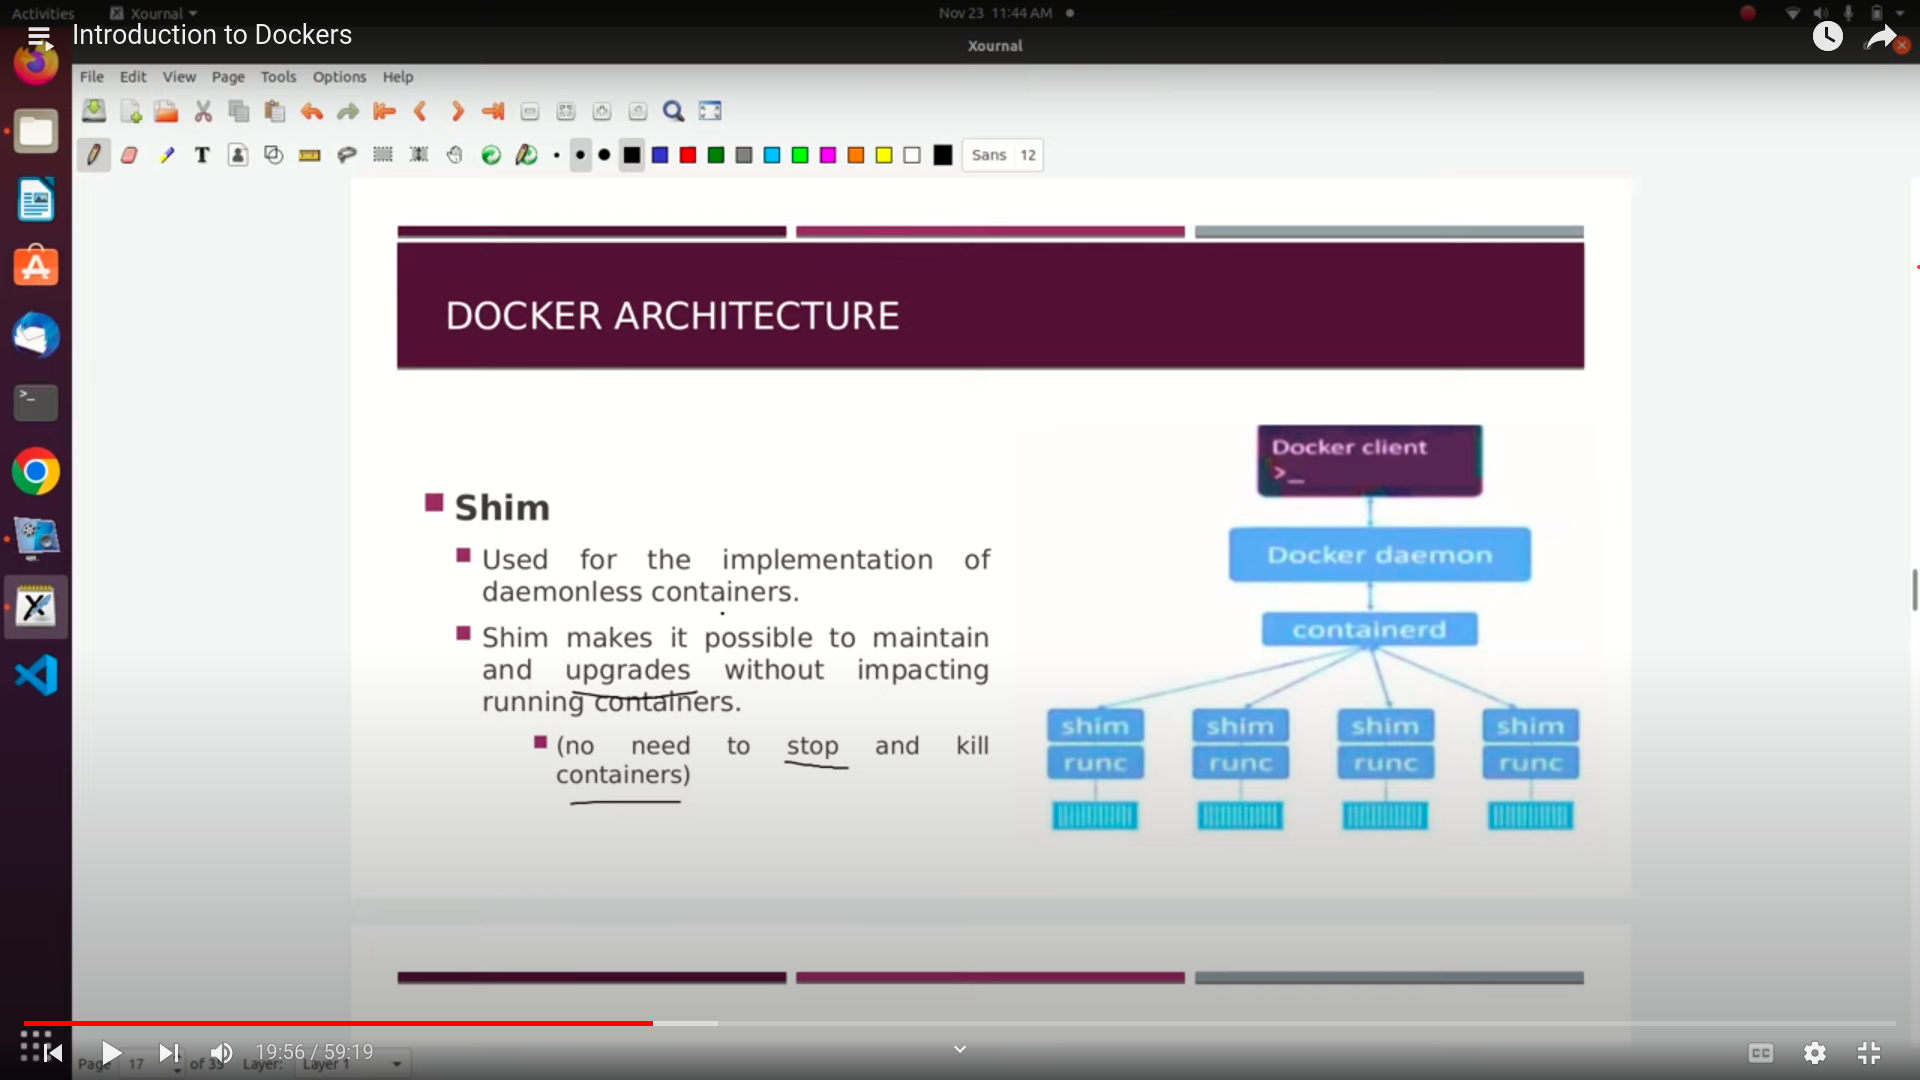 Activities
Xournal
Nov 23 11:44 AM
Introduction to Dockers
Xournal
File Edit View Page Tools Options Help
Sans 12
DOCKER ARCHITECTURE
Shim
Used for the implementation of
daemonless containers.
Shim makes it possible to maintain
and upgrades without impacting
running containers.
(no need to stop and kill
containers)
Docker client
>_
Docker daemon
containerd
shim shim shim shim
runc runc runc runc
19:56 / 59:19
CC
Page 17 of 35 Layer: Layer 1